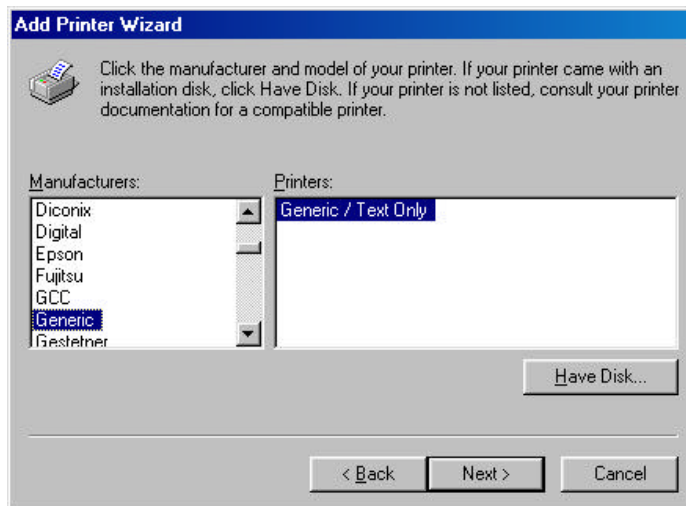 Add Printer Wizard
Click the manufacturer and model of your printer. If your printer came with an
installation disk, click Have Disk. If your printer is not listed, consult your printer
documentation for a compatible printer.
Manufacturers:
Printers:
Diconix
Digital
Epson
Fujitsu
GCC
Generic
Gestetner
Generic / Text Only
Have Disk...
< Back
Next >
Cancel